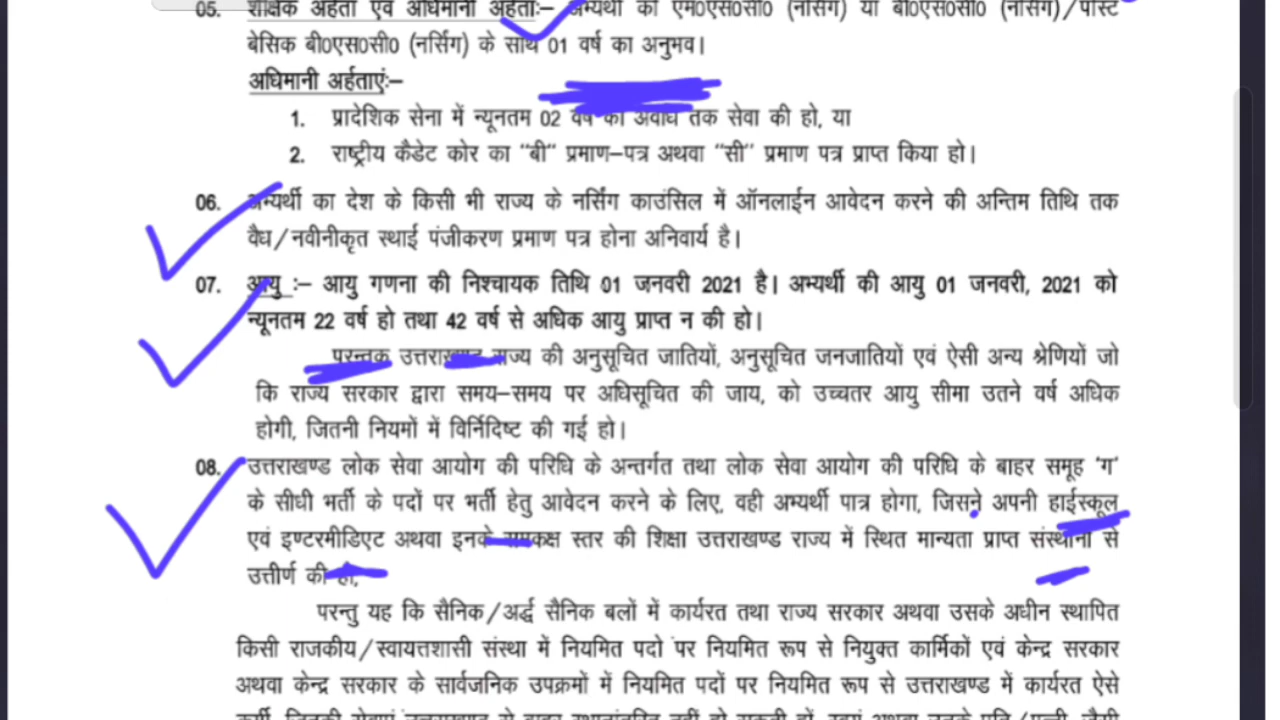 05. शैक्षिक अर्हता एवं अधिमानी अर्हताः– अभ्यर्थी को एम0एस0सी0 (नर्सिंग) या बी0एस0सी0 (नर्सिंग)/पोस्ट
बेसिक बी0एस0सी0 (नर्सिंग) के साथ 01 वर्ष का अनुभव।
अधिमानी अर्हताएंः–
1. प्रादेशिक सेना में न्यूनतम 02 वर्ष की अवधि तक सेवा की हो, या
2. राष्ट्रीय कैडेट कोर का "बी" प्रमाण–पत्र अथवा "सी" प्रमाण पत्र प्राप्त किया हो।
06. अभ्यर्थी का देश के किसी भी राज्य के नर्सिंग काउंसिल में ऑनलाईन आवेदन करने की अन्तिम तिथि तक
वैध/नवीनीकृत स्थाई पंजीकरण प्रमाण पत्र होना अनिवार्य है।
07. आयु :– आयु गणना की निश्चायक तिथि 01 जनवरी 2021 है। अभ्यर्थी की आयु 01 जनवरी, 2021 को
न्यूनतम 22 वर्ष हो तथा 42 वर्ष से अधिक आयु प्राप्त न की हो।
परन्तुक उत्तराखण्ड राज्य की अनुसूचित जातियों, अनुसूचित जनजातियों एवं ऐसी अन्य श्रेणियों जो
कि राज्य सरकार द्वारा समय–समय पर अधिसूचित की जाय, को उच्चतर आयु सीमा उतने वर्ष अधिक
होगी, जितनी नियमों में विर्निदिष्ट की गई हो।
08. उत्तराखण्ड लोक सेवा आयोग की परिधि के अन्तर्गत तथा लोक सेवा आयोग की परिधि के बाहर समूह 'ग'
के सीधी भर्ती के पदों पर भर्ती हेतु आवेदन करने के लिए, वही अभ्यर्थी पात्र होगा, जिसने अपनी हाईस्कूल
एवं इण्टरमीडिएट अथवा इनके समकक्ष स्तर की शिक्षा उत्तराखण्ड राज्य में स्थित मान्यता प्राप्त संस्थानों से
उत्तीर्ण की हो,
परन्तु यह कि सैनिक/अर्द्ध सैनिक बलों में कार्यरत तथा राज्य सरकार अथवा उसके अधीन स्थापित
किसी राजकीय/स्वायत्तशासी संस्था में नियमित पदो पर नियमित रूप से नियुक्त कार्मिकों एवं केन्द्र सरकार
अथवा केन्द्र सरकार के सार्वजनिक उपक्रमों में नियमित पदों पर नियमित रूप से उत्तराखण्ड में कार्यरत ऐसे